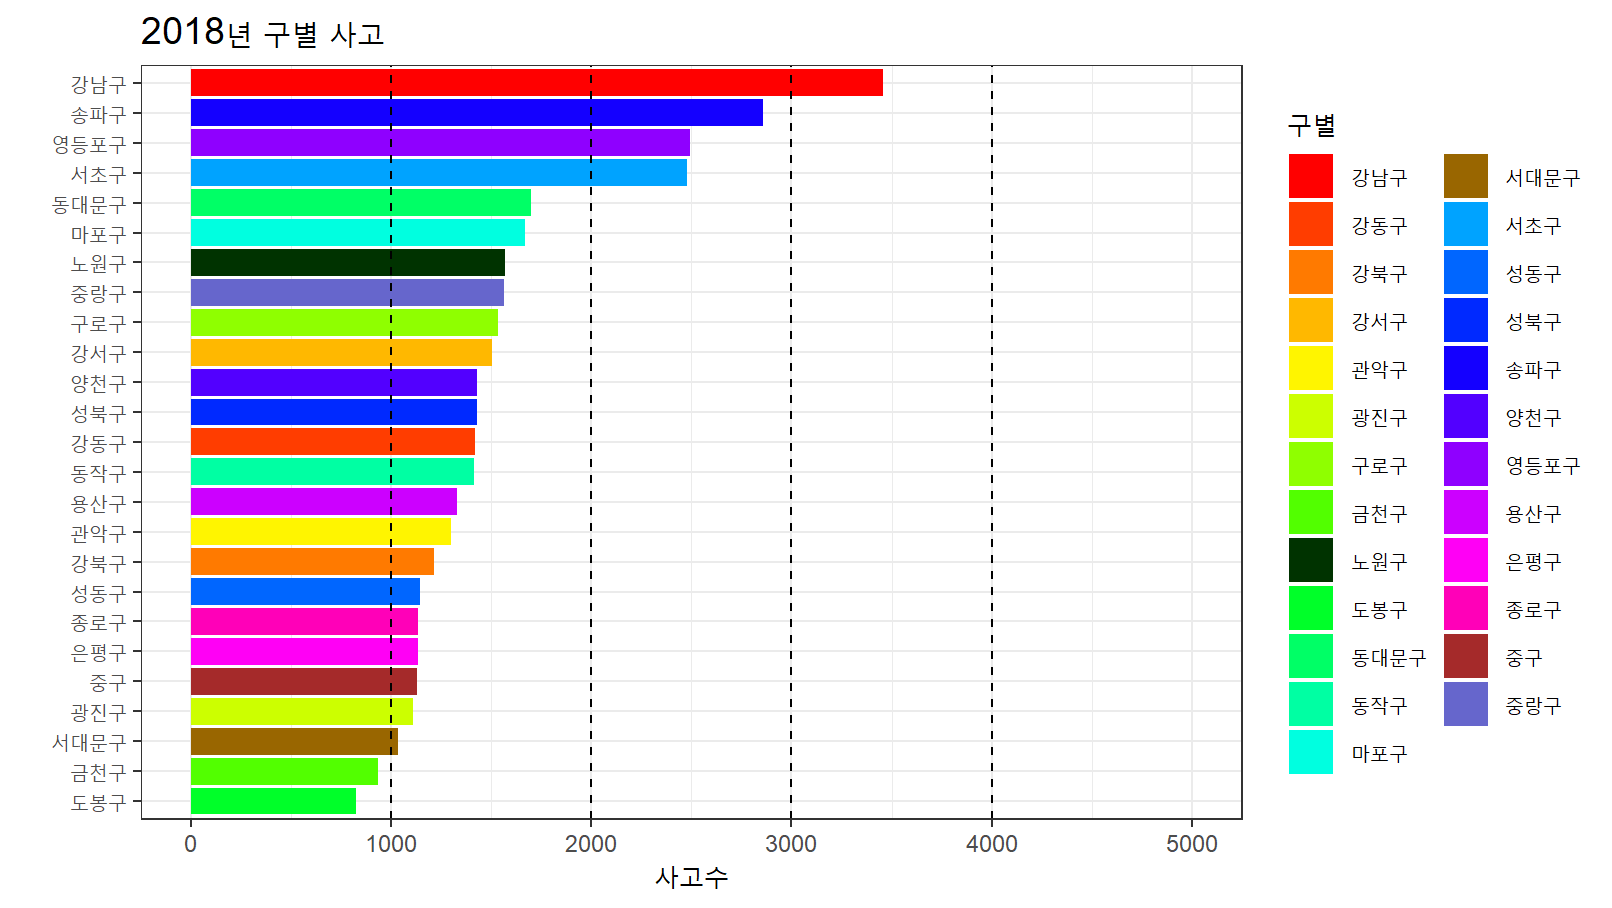 2018년 구별 사고
강남구
송파구
영등포구
서초구
동대문구
마포구
노원구
중랑구
구로구
강서구
양천구
성북구
강동구
동작구
용산구
관악구
강북구
성동구
종로구
은평구
중구
광진구
서대문구
금천구
도봉구
0 1000 2000 3000 4000 5000
사고수
구별
강남구 서대문구
강동구 서초구
강북구 성동구
강서구 성북구
관악구 송파구
광진구 양천구
구로구 영등포구
금천구 용산구
노원구 은평구
도봉구 종로구
동대문구 중구
동작구 중랑구
마포구